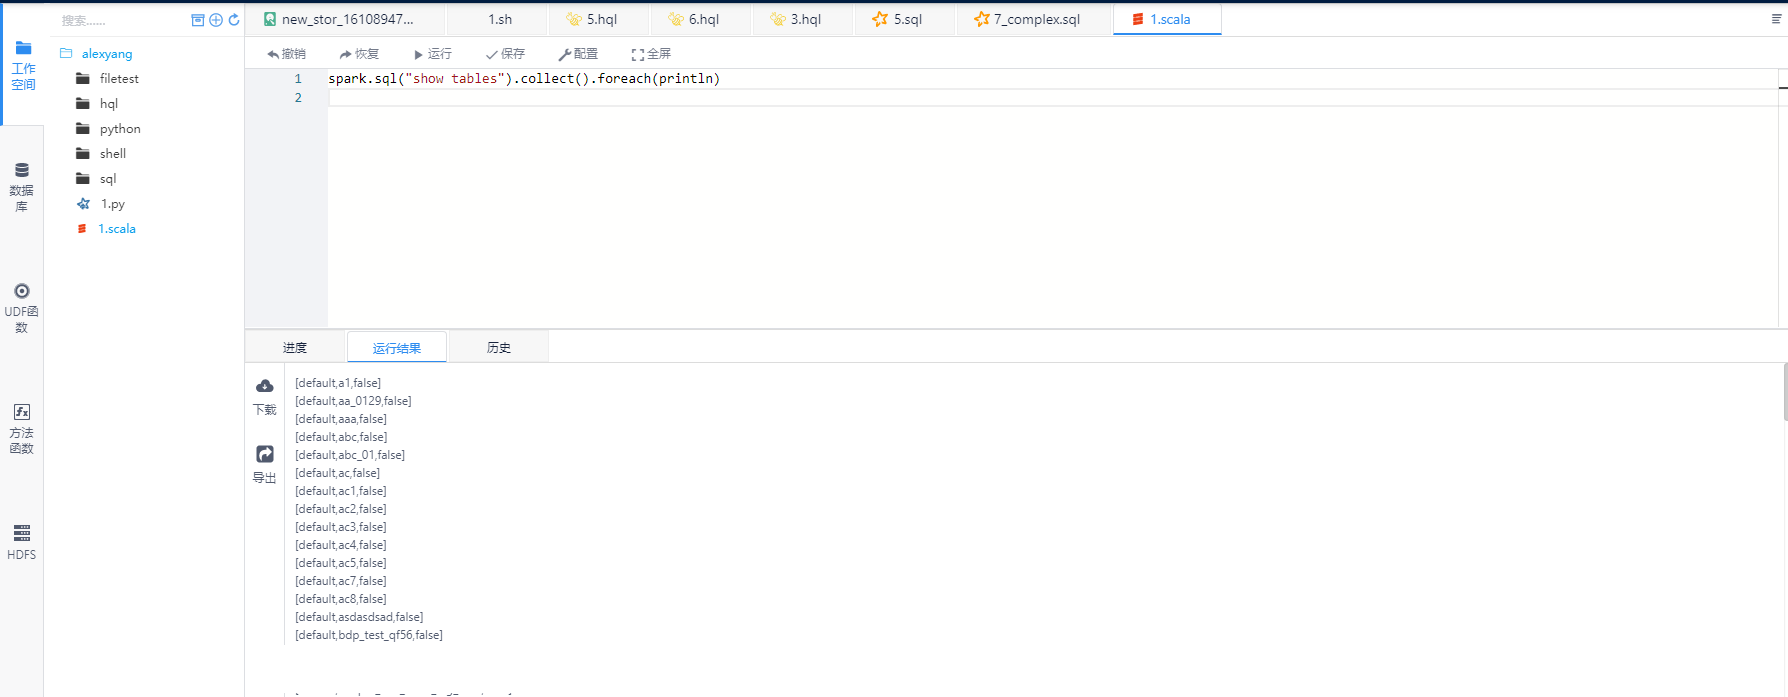 搜索......
new_stor_16108947...
1.sh
5.hql
6.hql
3.hql
5.sql
7_complex.sql
1.scala
工作
空间
数据
库
UDF函
数
方法
函数
HDFS
alexyang
filetest
hql
python
shell
sql
1.py
1.scala
撤销 恢复 运行 保存 配置 全屏
1 spark.sql("show tables").collect().foreach(println)
2
进度 运行结果 历史
下载
导出
[default,a1,false]
[default,aa_0129,false]
[default,aaa,false]
[default,abc,false]
[default,abc_01,false]
[default,ac,false]
[default,ac1,false]
[default,ac2,false]
[default,ac3,false]
[default,ac4,false]
[default,ac5,false]
[default,ac7,false]
[default,ac8,false]
[default,asdasdsad,false]
[default,bdp_test_qf56,false]